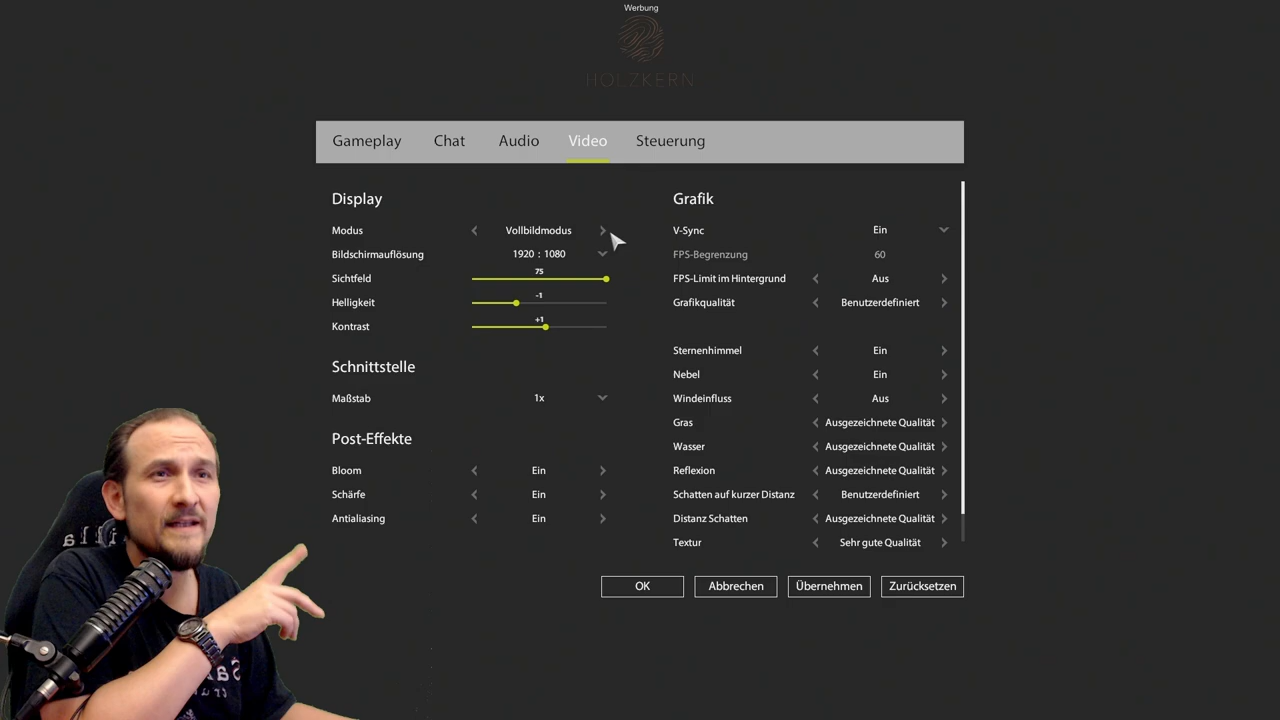 Werbung
HOLZKERN
Gameplay Chat Audio Video Steuerung
Display
Modus Vollbildmodus
Bildschirmauflösung 1920 : 1080
Sichtfeld 75
Helligkeit -1
Kontrast +1
Schnittstelle
Maßstab 1x
Post-Effekte
Bloom Ein
Schärfe Ein
Antialiasing Ein
Grafik
V-Sync Ein
FPS-Begrenzung 60
FPS-Limit im Hintergrund Aus
Grafikqualität Benutzerdefiniert
Sternenhimmel Ein
Nebel Ein
Windeinfluss Aus
Gras Ausgezeichnete Qualität
Wasser Ausgezeichnete Qualität
Reflexion Ausgezeichnete Qualität
Schatten auf kurzer Distanz Benutzerdefiniert
Distanz Schatten Ausgezeichnete Qualität
Textur Sehr gute Qualität
OK Abbrechen Übernehmen Zurücksetzen